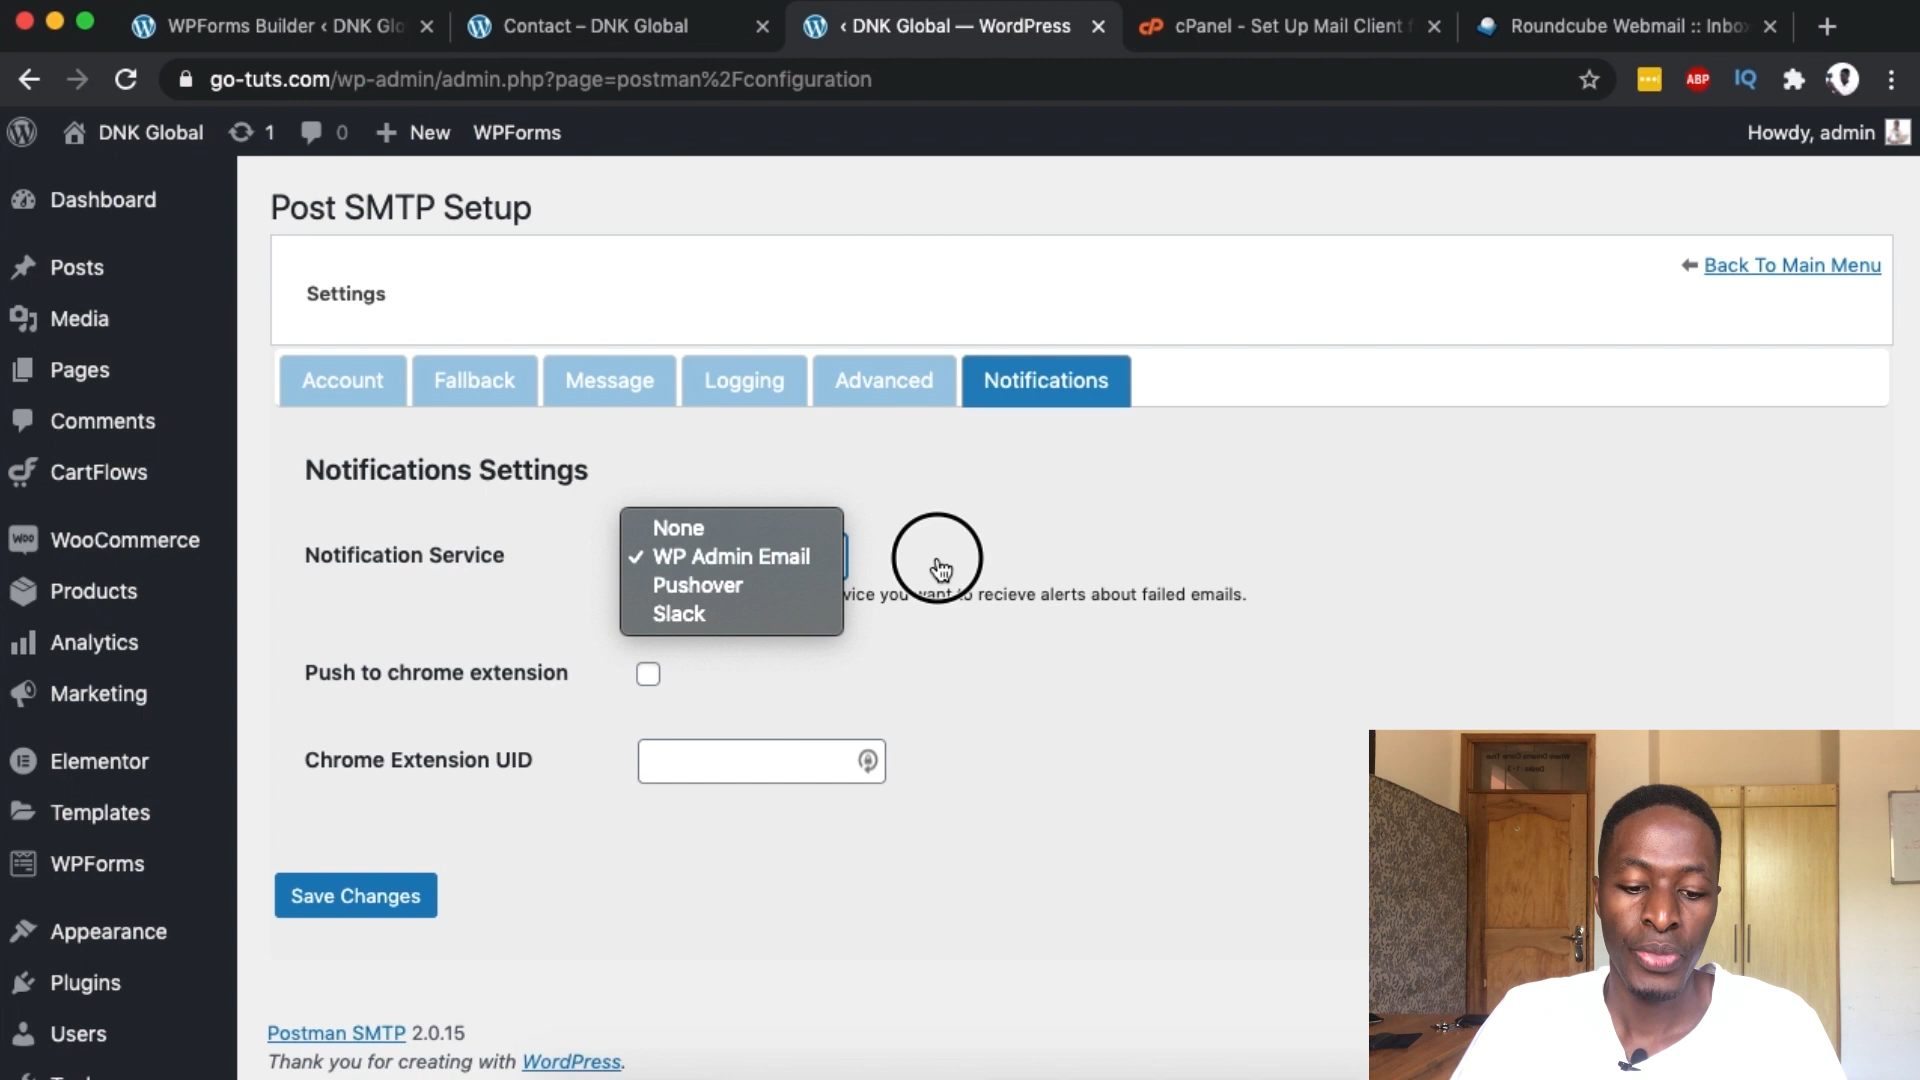 WPForms Builder ‹ DNK Glo
Contact – DNK Global
‹ DNK Global — WordPress
cPanel - Set Up Mail Client f
Roundcube Webmail :: Inbo
go-tuts.com/wp-admin/admin.php?page=postman%2Fconfiguration
ABP
IQ
DNK Global
1
0
New
WPForms
Howdy, admin
Dashboard
Posts
Media
Pages
Comments
CartFlows
WooCommerce
Products
Analytics
Marketing
Elementor
Templates
WPForms
Appearance
Plugins
Users
Post SMTP Setup
Back To Main Menu
Settings
Account
Fallback
Message
Logging
Advanced
Notifications
Notifications Settings
Notification Service
None
WP Admin Email
Pushover
Slack
vice you want to recieve alerts about failed emails.
Push to chrome extension
Chrome Extension UID
Save Changes
Postman SMTP 2.0.15
Thank you for creating with WordPress.